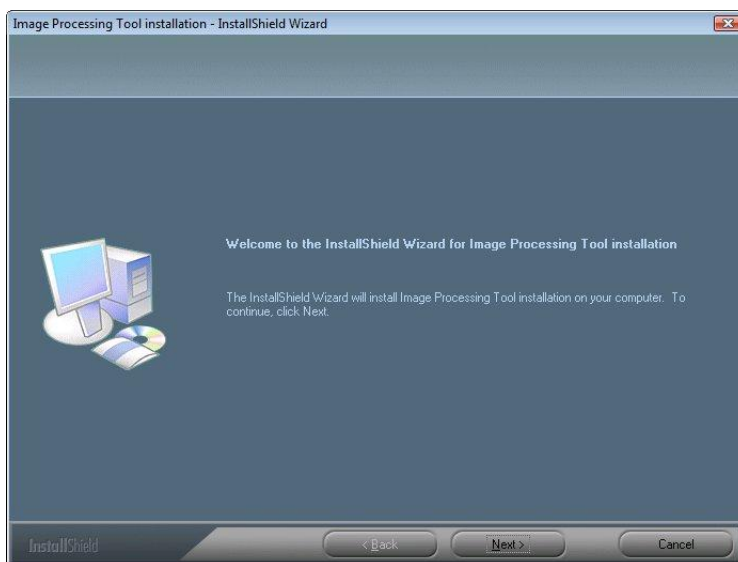 Image Processing Tool installation - InstallShield Wizard
Welcome to the InstallShield Wizard for Image Processing Tool installation
The InstallShield Wizard will install Image Processing Tool installation on your computer.  To
continue, click Next.
InstallShield
< Back
Next >
Cancel